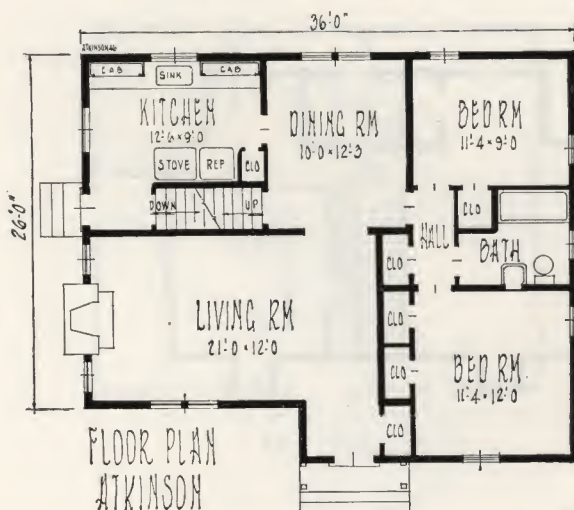 36'-0"
ATKINSON 46
CAB
SINK
CAB
KITCHEN
12'-6 × 9'-0
DINING RM
10'-0 × 12'-3
BED RM
11'-4 × 9'-0
STOVE
REF
CLO
CLO
26'-0"
DOWN
UP
HALL
BATH
CLO
LIVING RM
21'-0 × 12'-0
CLO
CLO
BED RM
11'-4 × 12'-0
CLO
FLOOR PLAN
ATKINSON